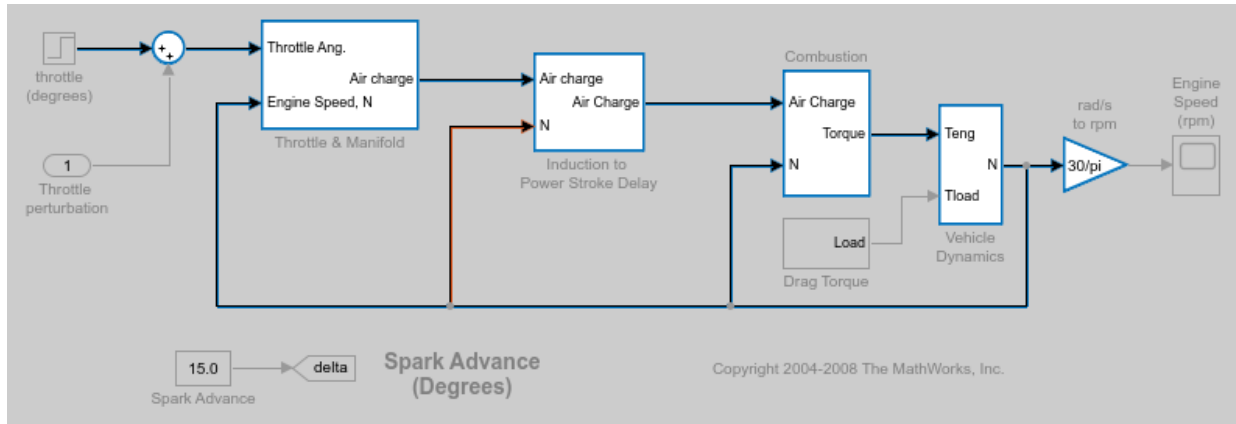 throttle
(degrees)
++
Throttle Ang.
Air charge
Engine Speed, N
Throttle & Manifold
1
Throttle
perturbation
Air charge
Air Charge
N
Induction to
Power Stroke Delay
Combustion
Air Charge
Torque
N
Load
Drag Torque
Teng
N
Tload
Vehicle
Dynamics
rad/s
to rpm
30/pi
Engine
Speed
(rpm)
15.0
Spark Advance
delta
Spark Advance
(Degrees)
Copyright 2004-2008 The MathWorks, Inc.